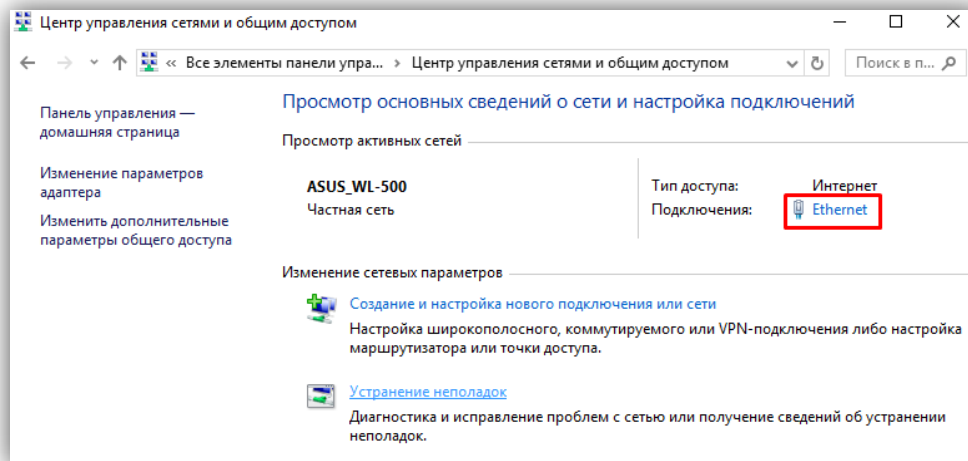 Центр управления сетями и общим доступом
« Все элементы панели упра... › Центр управления сетями и общим доступом
Поиск в п...
Панель управления —
домашняя страница
Изменение параметров
адаптера
Изменить дополнительные
параметры общего доступа
Просмотр основных сведений о сети и настройка подключений
Просмотр активных сетей
ASUS_WL-500
Частная сеть
Тип доступа: Интернет
Подключения: Ethernet
Изменение сетевых параметров
Создание и настройка нового подключения или сети
Настройка широкополосного, коммутируемого или VPN-подключения либо настройка
маршрутизатора или точки доступа.
Устранение неполадок
Диагностика и исправление проблем с сетью или получение сведений об устранении
неполадок.